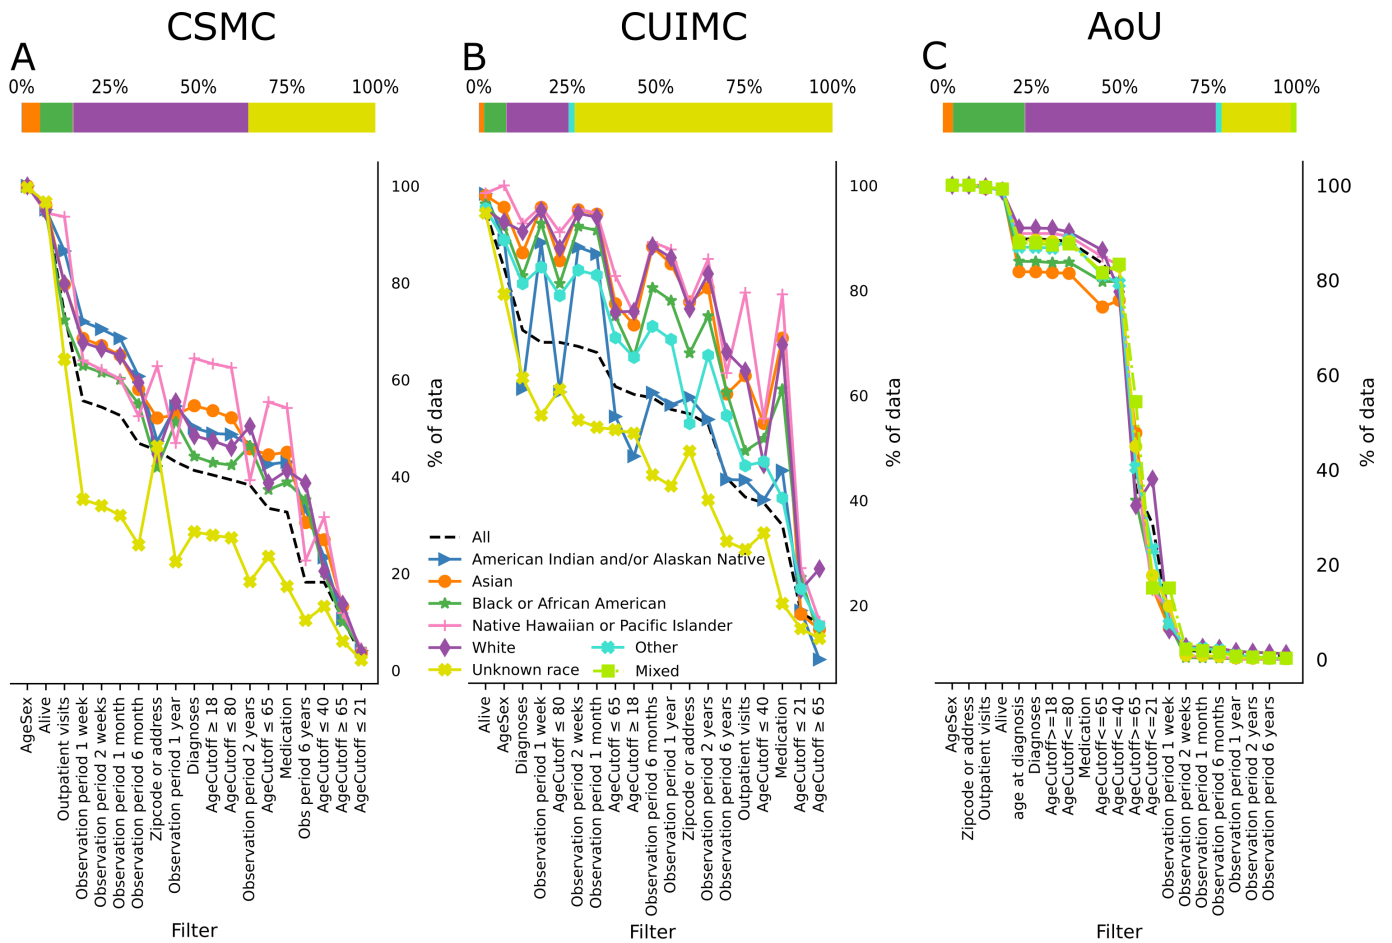 CSMC
CUIMC
AoU
A
B
C
0%
25%
50%
75%
100%
0%
25%
50%
75%
100%
0%
25%
50%
75%
100%
100
80
60
40
20
0
% of data
100
80
60
40
20
% of data
100
80
60
40
20
0
% of data
All
American Indian and/or Alaskan Native
Asian
Black or African American
Native Hawaiian or Pacific Islander
White
Other
Unknown race
Mixed
AgeSex
Alive
Outpatient visits
Observation period 1 week
Observation period 2 weeks
Observation period 1 month
Observation period 6 month
Zipcode or address
Observation period 1 year
Diagnoses
AgeCutoff ≥ 18
AgeCutoff ≤ 80
Observation period 2 years
AgeCutoff ≤ 65
Medication
Obs period 6 years
AgeCutoff ≤ 40
AgeCutoff ≥ 65
AgeCutoff ≤ 21
Filter
Alive
AgeSex
Diagnoses
Observation period 1 week
AgeCutoff ≤ 80
Observation period 2 weeks
Observation period 1 month
AgeCutoff ≤ 65
AgeCutoff ≥ 18
Observation period 6 months
Observation period 1 year
Zipcode or address
Observation period 2 years
Observation period 6 years
Outpatient visits
AgeCutoff ≤ 40
Medication
AgeCutoff ≤ 21
AgeCutoff ≥ 65
Filter
AgeSex
Zipcode or address
Outpatient visits
Alive
age at diagnosis
Diagnoses
AgeCutoff>=18
AgeCutoff<=80
Medication
AgeCutoff<=65
AgeCutoff<=40
AgeCutoff>=65
AgeCutoff<=21
Observation period 1 week
Observation period 2 weeks
Observation period 1 month
Observation period 6 months
Observation period 1 year
Observation period 2 years
Observation period 6 years
Filter